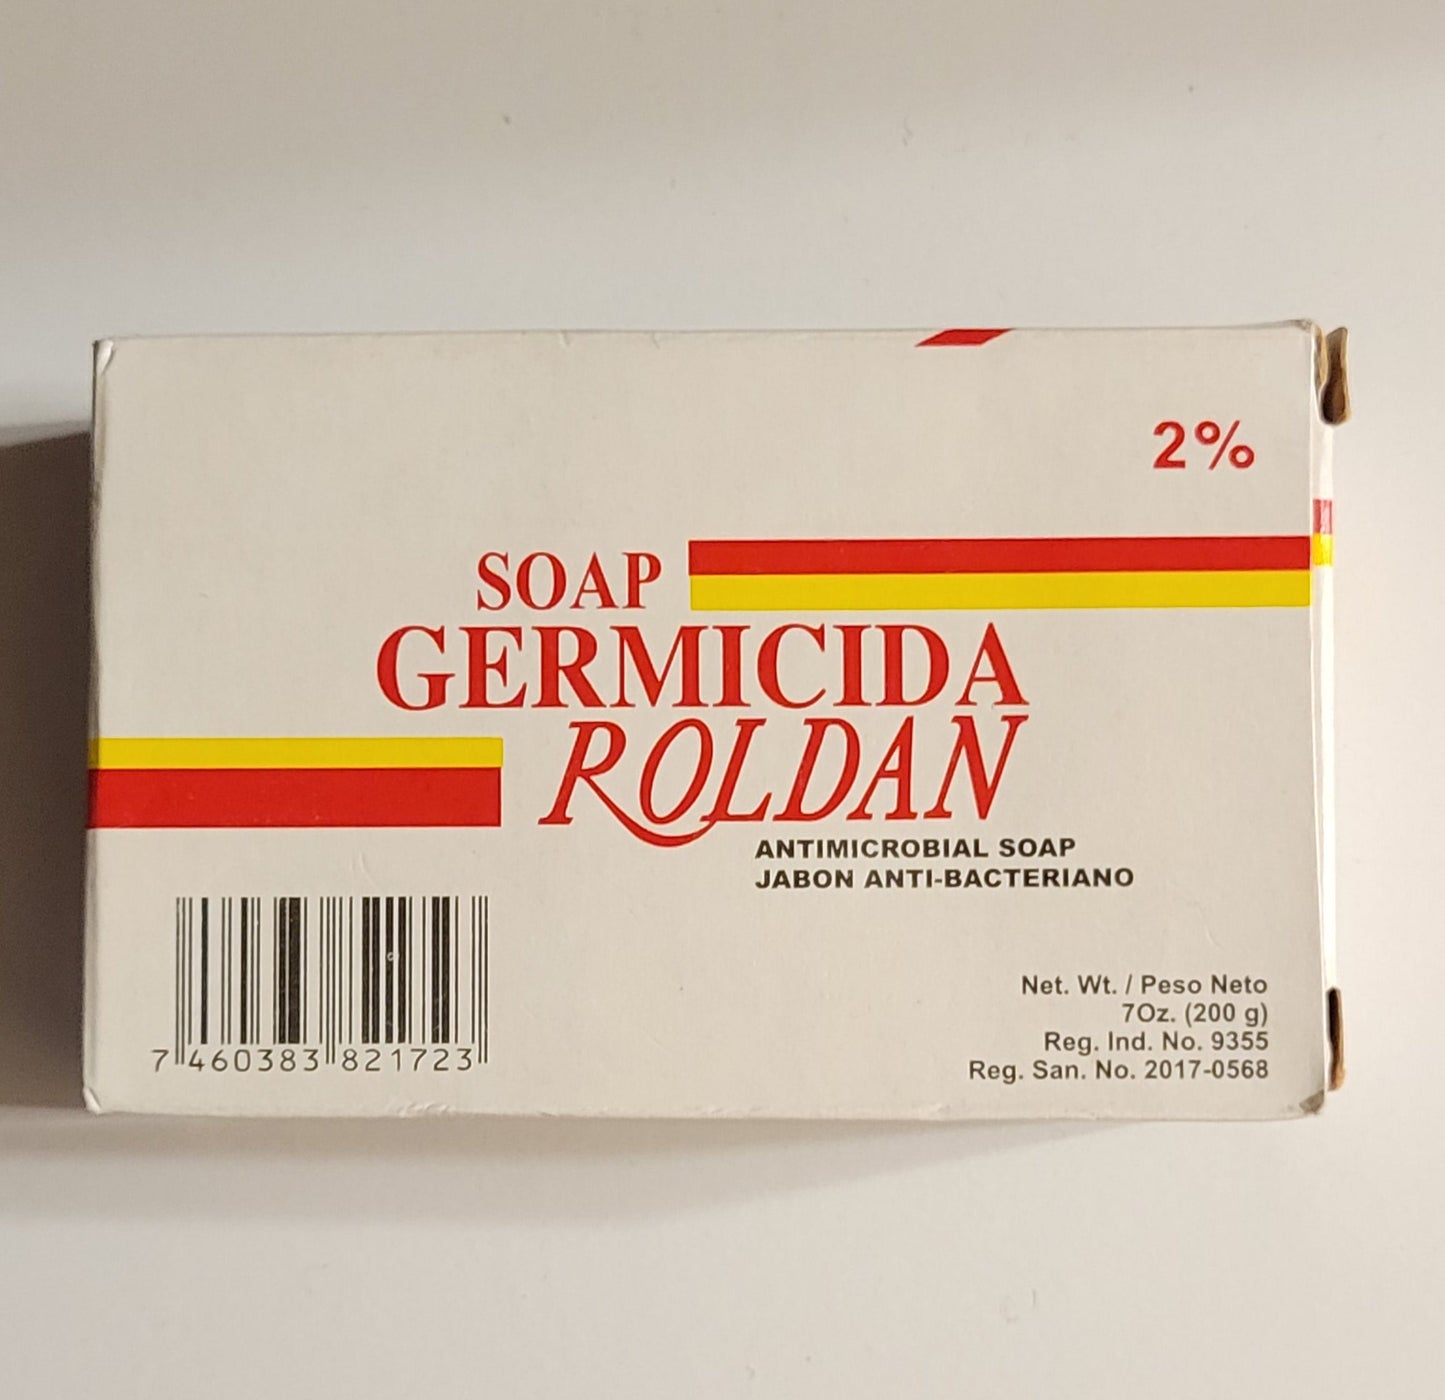 2%
SOAP
GERMICIDA
ROLDAN
ANTIMICROBIAL SOAP
JABON ANTI-BACTERIANO
7 460383 821723
Net. Wt. / Peso Neto
7Oz. (200 g)
Reg. Ind. No. 9355
Reg. San. No. 2017-0568